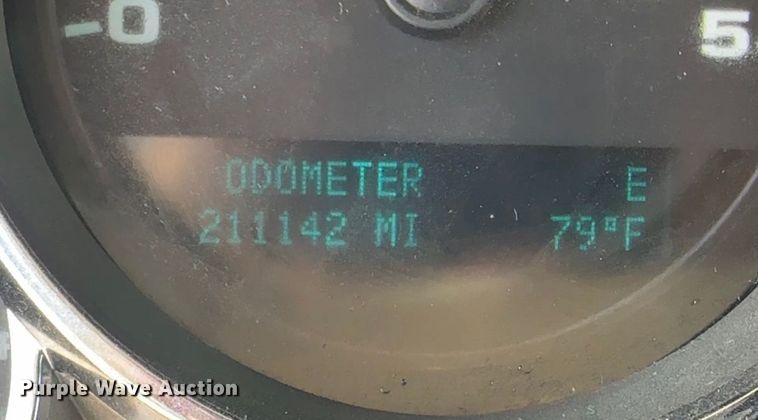 -0 5
ODOMETER E
211142 MI 79°F
Purple Wave Auction